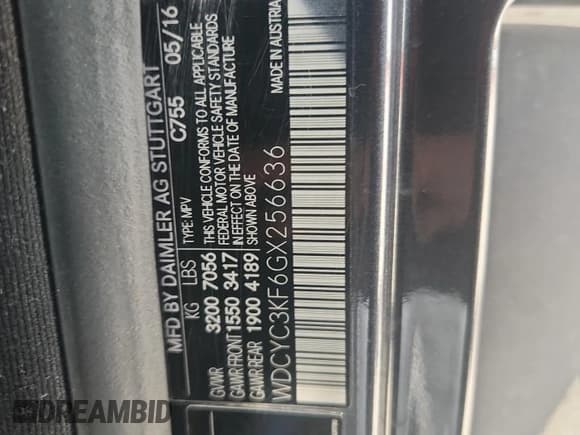 MFD BY DAIMLER AG STUTTGART
C755 05/16
KG LBS TYPE: MPV
GVWR 3200 7056 THIS VEHICLE CONFORMS TO ALL APPLICABLE
GAWR FRONT 1550 3417 FEDERAL MOTOR VEHICLE SAFETY STANDARDS
GAWR REAR 1900 4189 IN EFFECT ON THE DATE OF MANUFACTURE
SHOWN ABOVE
MADE IN AUSTRIA
WDCYC3KF6GX256636
DREAMBID